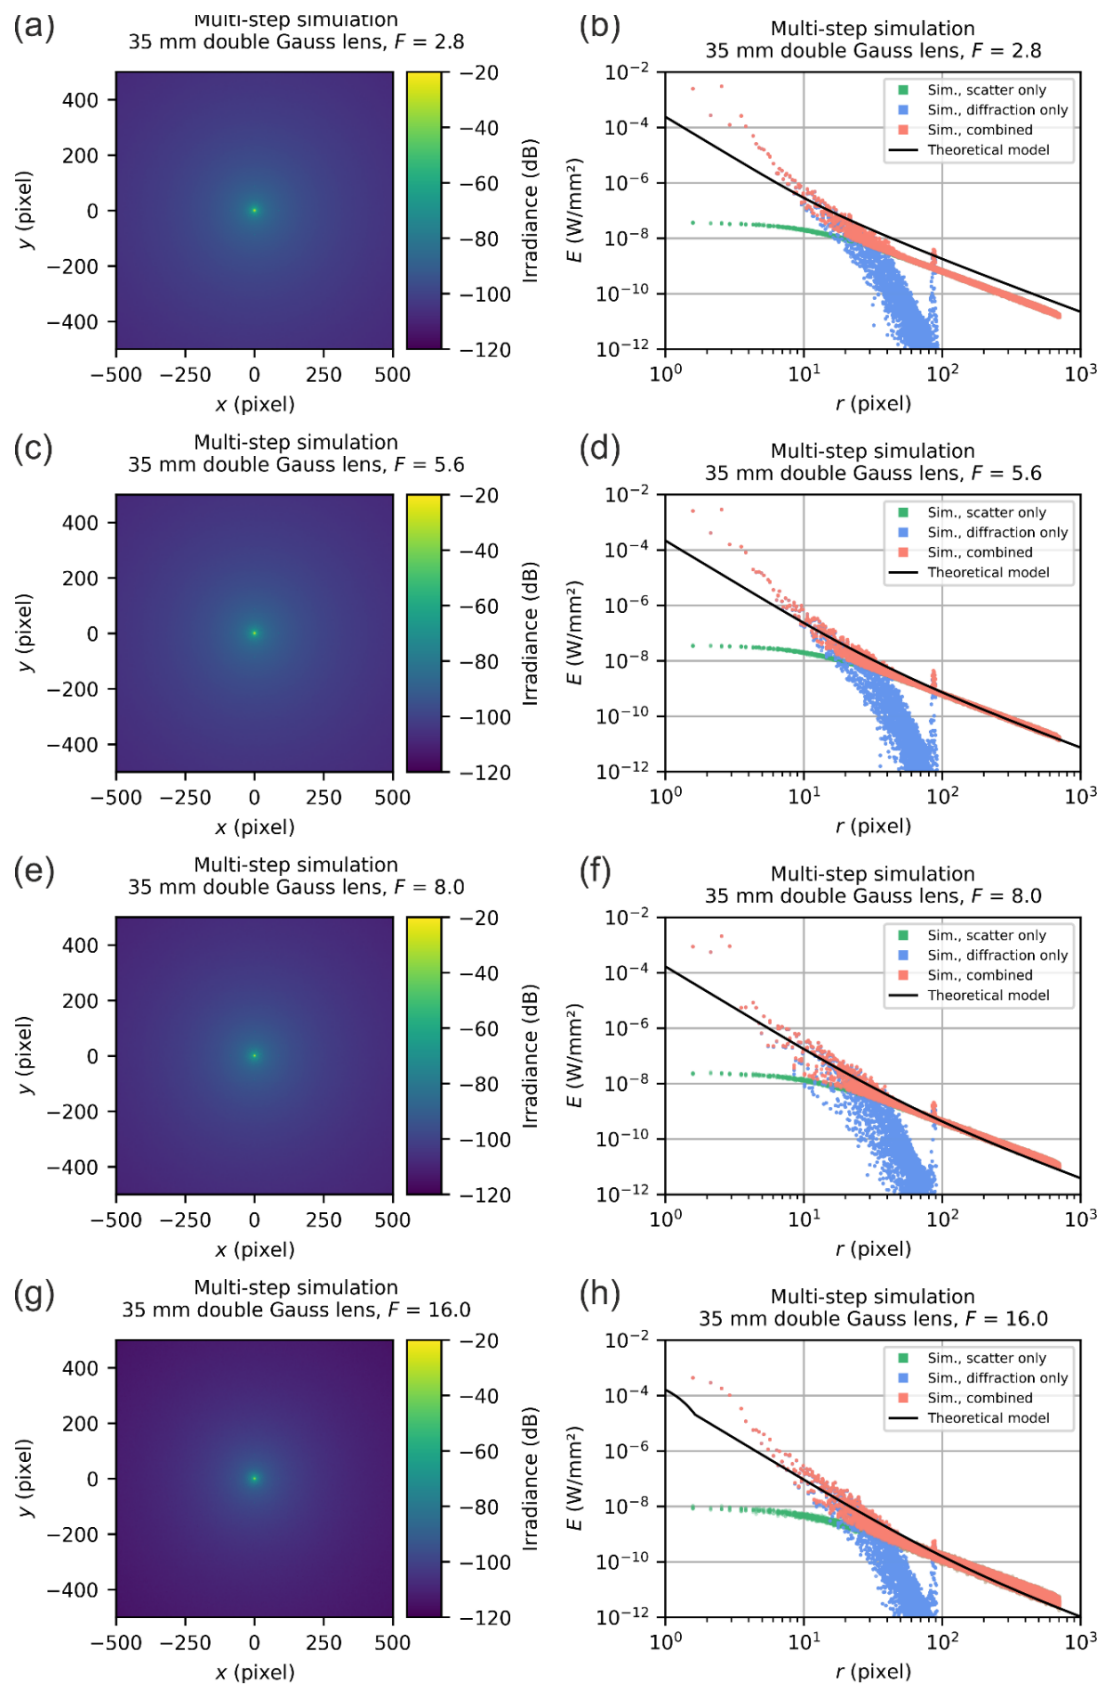 (a)
Multi-step simulation
35 mm double Gauss lens, F = 2.8
400
200
0
−200
−400
y (pixel)
−500
−250
0
250
500
x (pixel)
−20
−40
−60
−80
−100
−120
Irradiance (dB)
(b)
Multi-step simulation
35 mm double Gauss lens, F = 2.8
10⁻²
10⁻⁴
10⁻⁶
10⁻⁸
10⁻¹⁰
10⁻¹²
E (W/mm²)
Sim., scatter only
Sim., diffraction only
Sim., combined
Theoretical model
10⁰
10¹
10²
10³
r (pixel)
(c)
Multi-step simulation
35 mm double Gauss lens, F = 5.6
400
200
0
−200
−400
y (pixel)
−500
−250
0
250
500
x (pixel)
−20
−40
−60
−80
−100
−120
Irradiance (dB)
(d)
Multi-step simulation
35 mm double Gauss lens, F = 5.6
10⁻²
10⁻⁴
10⁻⁶
10⁻⁸
10⁻¹⁰
10⁻¹²
E (W/mm²)
Sim., scatter only
Sim., diffraction only
Sim., combined
Theoretical model
10⁰
10¹
10²
10³
r (pixel)
(e)
Multi-step simulation
35 mm double Gauss lens, F = 8.0
400
200
0
−200
−400
y (pixel)
−500
−250
0
250
500
x (pixel)
−20
−40
−60
−80
−100
−120
Irradiance (dB)
(f)
Multi-step simulation
35 mm double Gauss lens, F = 8.0
10⁻²
10⁻⁴
10⁻⁶
10⁻⁸
10⁻¹⁰
10⁻¹²
E (W/mm²)
Sim., scatter only
Sim., diffraction only
Sim., combined
Theoretical model
10⁰
10¹
10²
10³
r (pixel)
(g)
Multi-step simulation
35 mm double Gauss lens, F = 16.0
400
200
0
−200
−400
y (pixel)
−500
−250
0
250
500
x (pixel)
−20
−40
−60
−80
−100
−120
Irradiance (dB)
(h)
Multi-step simulation
35 mm double Gauss lens, F = 16.0
10⁻²
10⁻⁴
10⁻⁶
10⁻⁸
10⁻¹⁰
10⁻¹²
E (W/mm²)
Sim., scatter only
Sim., diffraction only
Sim., combined
Theoretical model
10⁰
10¹
10²
10³
r (pixel)